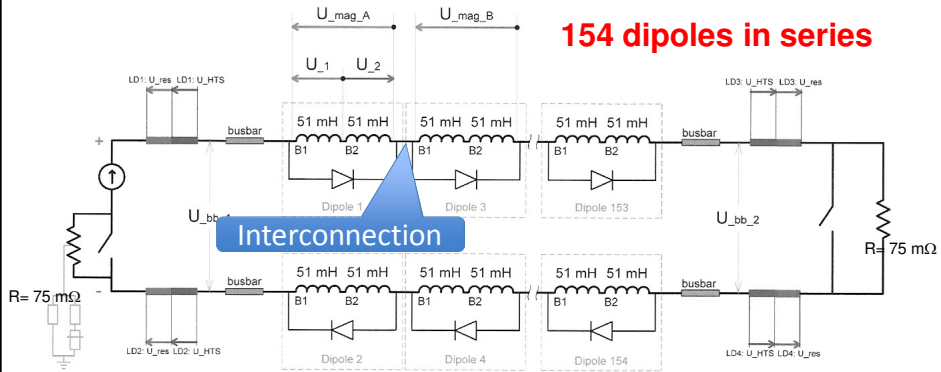 154 dipoles in series
U_mag_A U_mag_B
U_1 U_2
LD1: U_res LD1: U_HTS LD3: U_HTS LD3: U_res
busbar 51 mH 51 mH 51 mH 51 mH 51 mH 51 mH busbar
+ B1 B2 B1 B2 B1 B2
Dipole 1 Dipole 3 Dipole 153
U_bb_1 U_bb_2
Interconnection
R= 75 mΩ
R= 75 mΩ
busbar 51 mH 51 mH 51 mH 51 mH 51 mH 51 mH busbar
- B1 B2 B1 B2 B1 B2
LD2: U_res LD2: U_HTS LD4: U_HTS LD4: U_res
Dipole 2 Dipole 4 Dipole 154